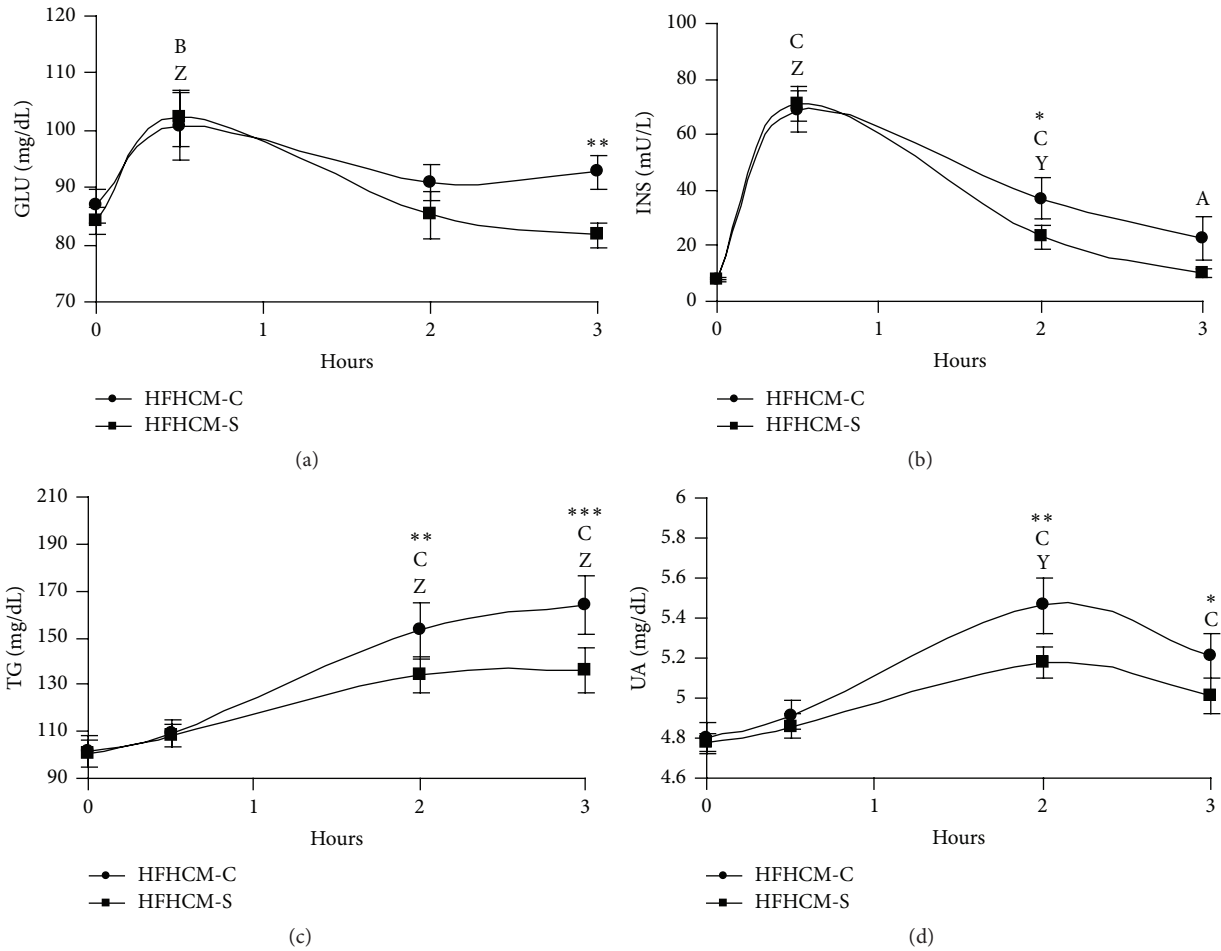 120
110
100
90
80
70
GLU (mg/dL)
B
Z
**
0
1
2
3
Hours
HFHCM-C
HFHCM-S
(a)
100
80
60
40
20
0
INS (mU/L)
C
Z
*
C
Y
A
0
1
2
3
Hours
HFHCM-C
HFHCM-S
(b)
210
190
170
150
130
110
90
TG (mg/dL)
**
C
Z
***
C
Z
0
1
2
3
Hours
HFHCM-C
HFHCM-S
(c)
6
5.8
5.6
5.4
5.2
5
4.8
4.6
UA (mg/dL)
**
C
Y
*
C
0
1
2
3
Hours
HFHCM-C
HFHCM-S
(d)